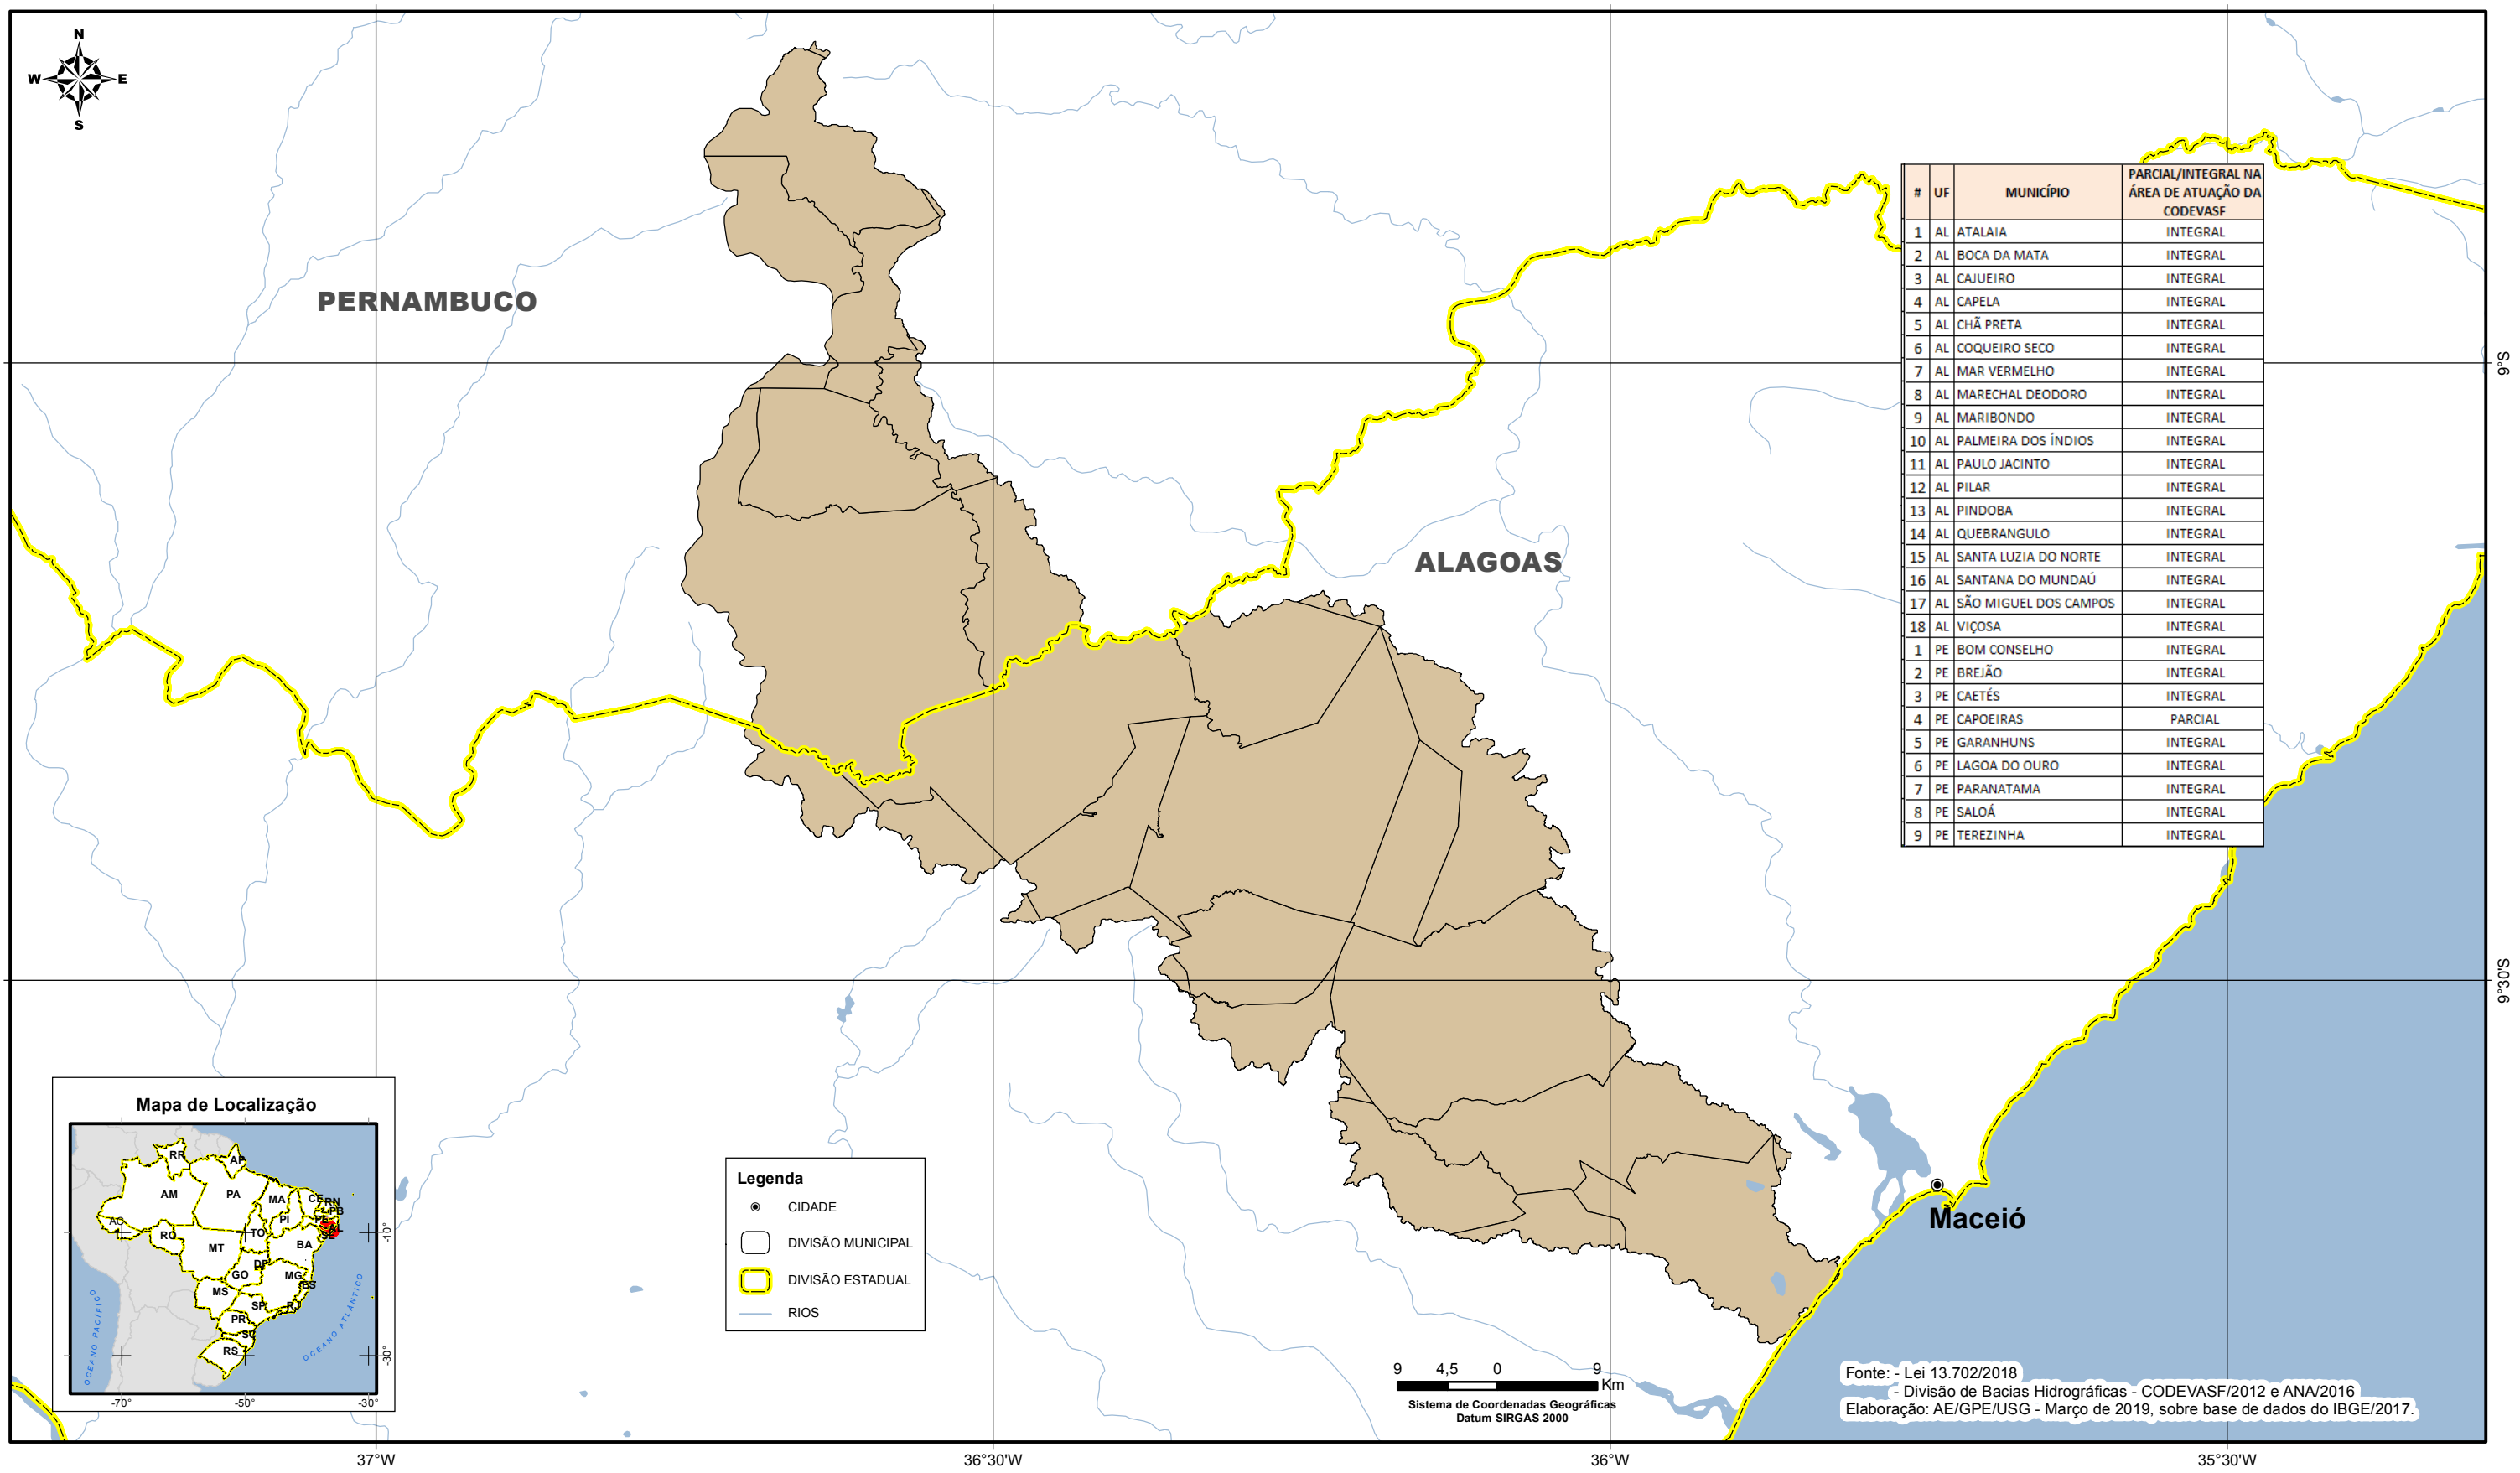 N
W E
S
PERNAMBUCO
ALAGOAS
# UF MUNICÍPIO PARCIAL/INTEGRAL NA
ÁREA DE ATUAÇÃO DA
CODEVASF
1 AL ATALAIA INTEGRAL
2 AL BOCA DA MATA INTEGRAL
3 AL CAJUEIRO INTEGRAL
4 AL CAPELA INTEGRAL
5 AL CHÃ PRETA INTEGRAL
6 AL COQUEIRO SECO INTEGRAL
7 AL MAR VERMELHO INTEGRAL
8 AL MARECHAL DEODORO INTEGRAL
9 AL MARIBONDO INTEGRAL
10 AL PALMEIRA DOS ÍNDIOS INTEGRAL
11 AL PAULO JACINTO INTEGRAL
12 AL PILAR INTEGRAL
13 AL PINDOBA INTEGRAL
14 AL QUEBRANGULO INTEGRAL
15 AL SANTA LUZIA DO NORTE INTEGRAL
16 AL SANTANA DO MUNDAÚ INTEGRAL
17 AL SÃO MIGUEL DOS CAMPOS INTEGRAL
18 AL VIÇOSA INTEGRAL
1 PE BOM CONSELHO INTEGRAL
2 PE BREJÃO INTEGRAL
3 PE CAETÉS INTEGRAL
4 PE CAPOEIRAS PARCIAL
5 PE GARANHUNS INTEGRAL
6 PE LAGOA DO OURO INTEGRAL
7 PE PARANATAMA INTEGRAL
8 PE SALOÁ INTEGRAL
9 PE TEREZINHA INTEGRAL
9°S
9°30'S
Maceió
Mapa de Localização
RR
AP
AM
PA
MA
CE
RN
PB
PE
AL
SE
PI
AC
RO
TO
MT
BA
DF
GO
MG
ES
MS
SP
RJ
PR
SC
RS
OCEANO PACÍFICO
OCEANO ATLÂNTICO
-10°
-30°
-70° -50° -30°
Legenda
CIDADE
DIVISÃO MUNICIPAL
DIVISÃO ESTADUAL
RIOS
9 4,5 0 9
Km
Sistema de Coordenadas Geográficas
Datum SIRGAS 2000
Fonte: - Lei 13.702/2018
- Divisão de Bacias Hidrográficas - CODEVASF/2012 e ANA/2016
Elaboração: AE/GPE/USG - Março de 2019, sobre base de dados do IBGE/2017.
37°W 36°30'W 36°W 35°30'W